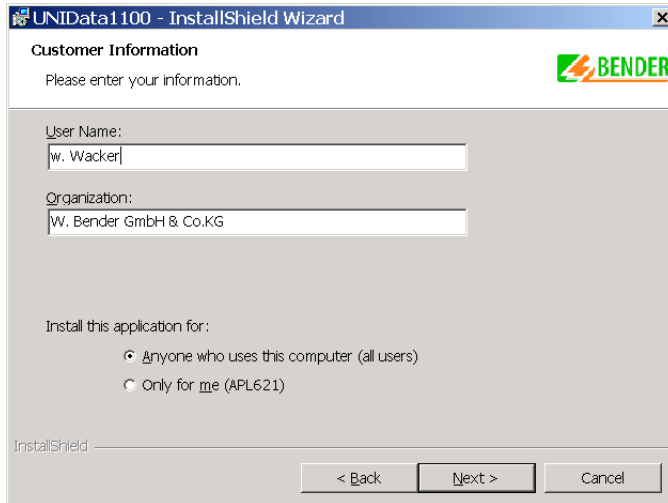 UNIData1100 - InstallShield Wizard
Customer Information
Please enter your information.
BENDER
User Name:
w. Wacker
Organization:
W. Bender GmbH & Co.KG
Install this application for:
Anyone who uses this computer (all users)
Only for me (APL621)
InstallShield
< Back Next > Cancel